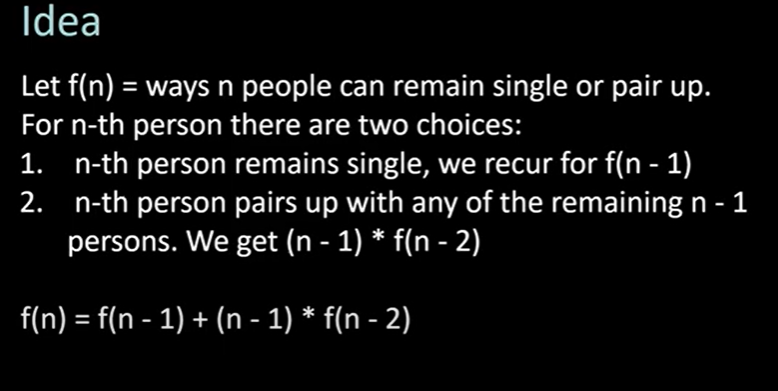 Idea
Let f(n) = ways n people can remain single or pair up.
For n-th person there are two choices:
1. n-th person remains single, we recur for f(n - 1)
2. n-th person pairs up with any of the remaining n - 1
persons. We get (n - 1) * f(n - 2)
f(n) = f(n - 1) + (n - 1) * f(n - 2)